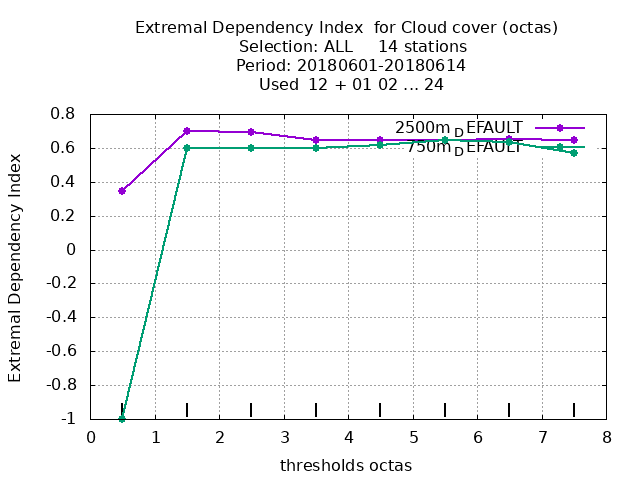 Extremal Dependency Index for Cloud cover (octas)
Selection: ALL 14 stations
Period: 20180601-20180614
Used 12 + 01 02 ... 24
Extremal Dependency Index
0.8
0.6
0.4
0.2
0
-0.2
-0.4
-0.6
-0.8
-1
2500m_DEFAULT
750m_DEFAULT
0 1 2 3 4 5 6 7 8
thresholds octas